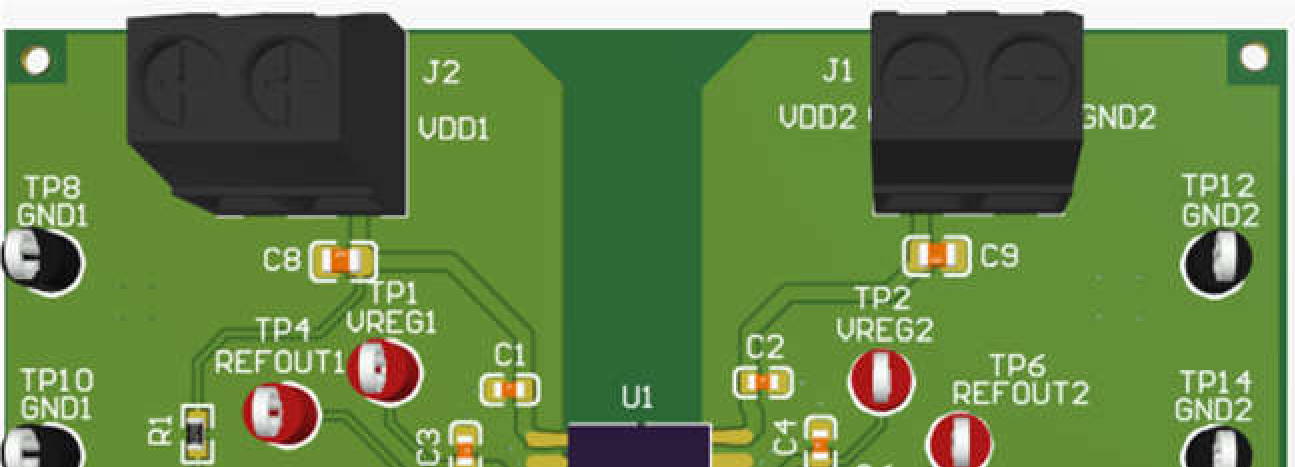 J2
VDD1
J1
VDD2
GND2
TP8
GND1
TP12
GND2
C8
C9
TP1
VREG1
TP2
VREG2
TP4
REFOUT1
C1
C2
TP6
REFOUT2
TP10
GND1
U1
TP14
GND2
R1
C3
C4